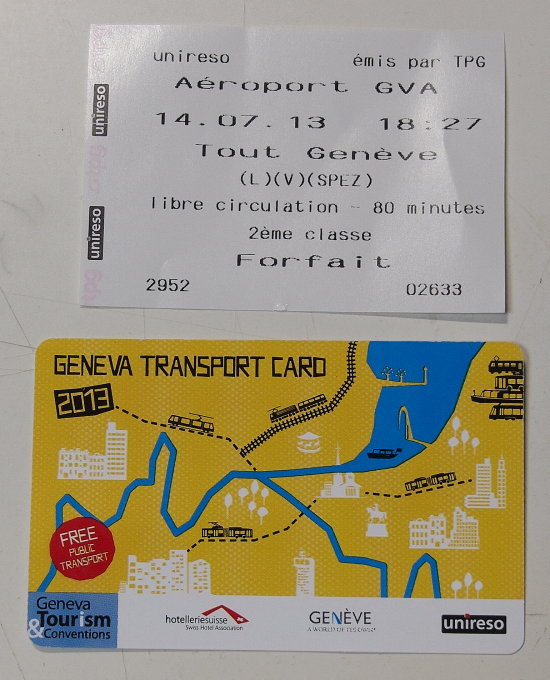 unireso émis par TPG
Aéroport GVA
14.07.13 18:27
Tout Genève
(L)(V)(SPEZ)
libre circulation - 80 minutes
2ème classe
Forfait
2952 02633
unireso
unireso
tpg
GENEVA TRANSPORT CARD
2013
FREE
PUBLIC
TRANSPORT
Geneva
Tourism
& Conventions
hotelleriesuisse
Swiss Hotel Association
GENÈVE
unireso